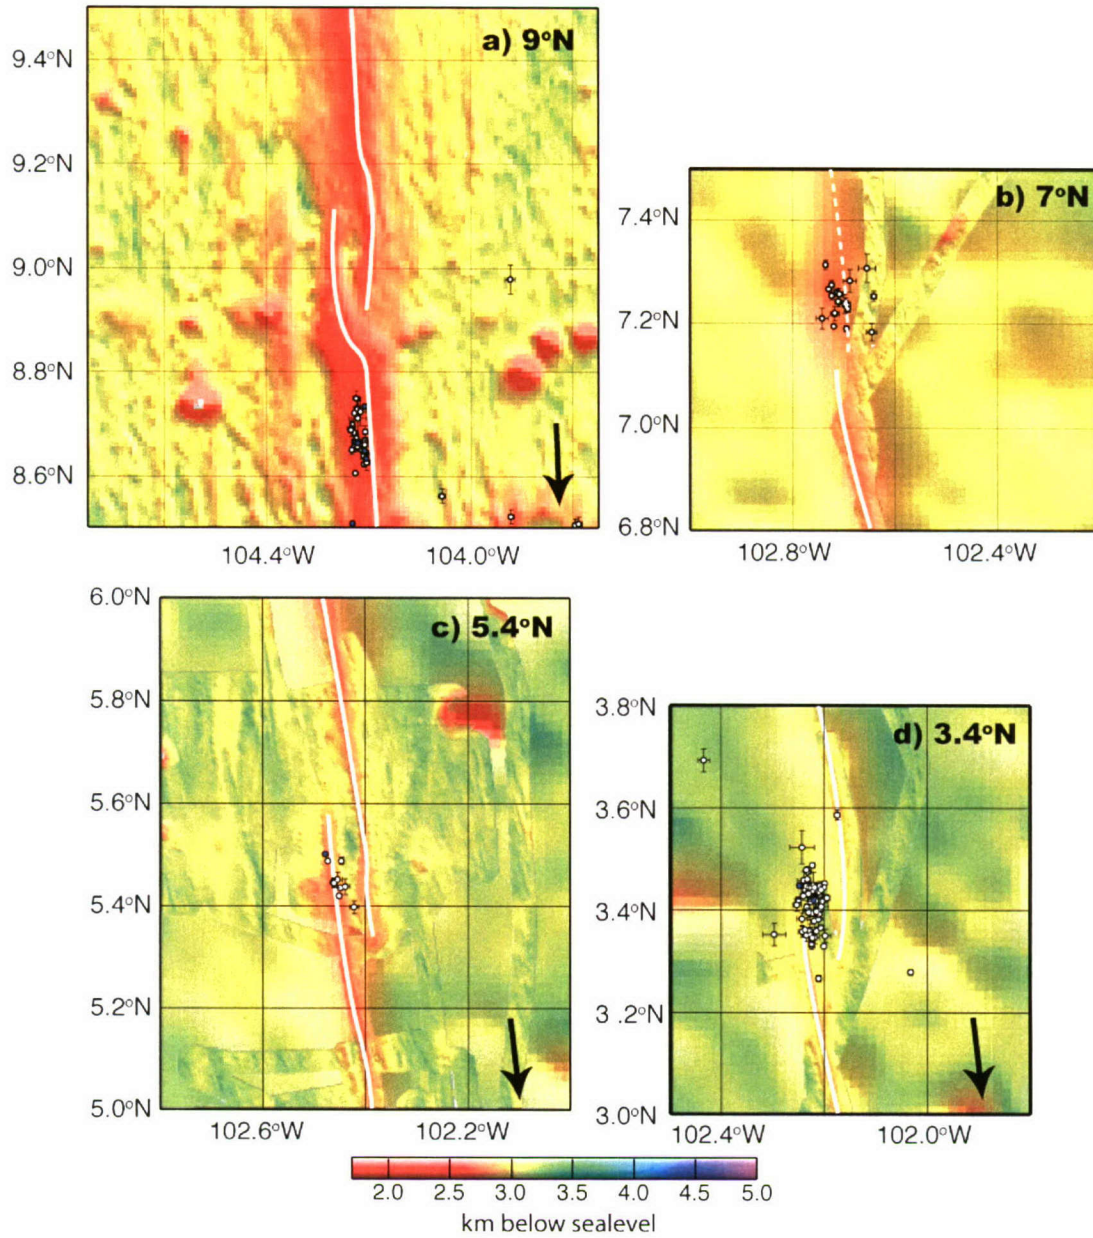 a) 9°N
9.4°N
9.2°N
9.0°N
8.8°N
8.6°N
104.4°W
104.0°W
b) 7°N
7.4°N
7.2°N
7.0°N
6.8°N
102.8°W
102.4°W
c) 5.4°N
6.0°N
5.8°N
5.6°N
5.4°N
5.2°N
5.0°N
102.6°W
102.2°W
d) 3.4°N
3.8°N
3.6°N
3.4°N
3.2°N
3.0°N
102.4°W
102.0°W
2.0 2.5 3.0 3.5 4.0 4.5 5.0
km below sealevel